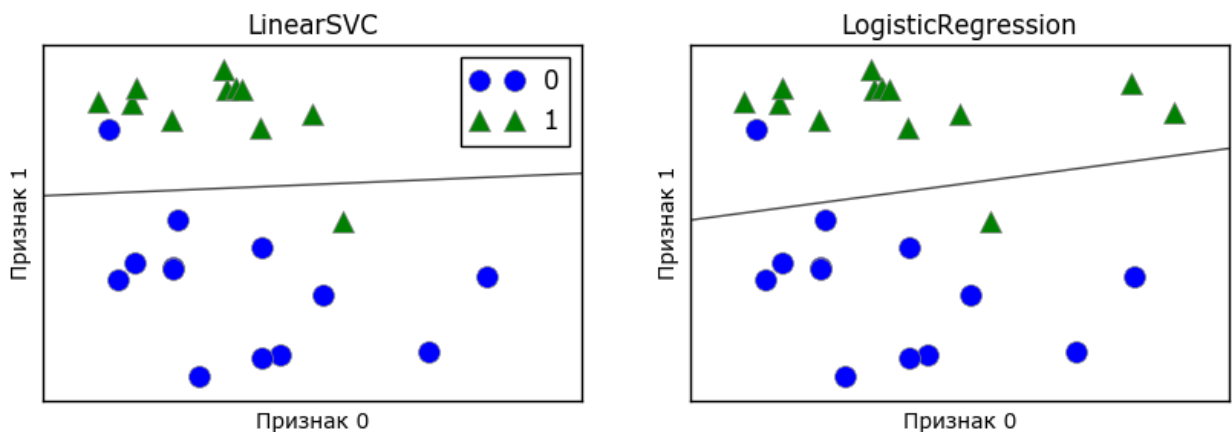 LinearSVC
0
1
Признак 1
Признак 0
LogisticRegression
Признак 1
Признак 0